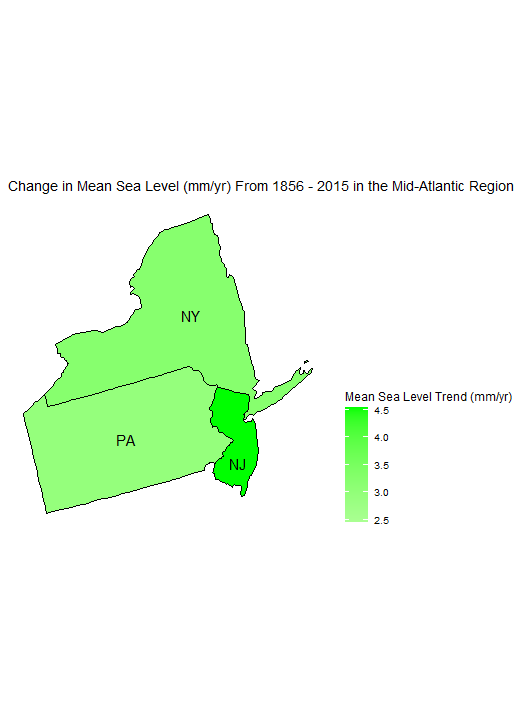 Change in Mean Sea Level (mm/yr) From 1856 - 2015 in the Mid-Atlantic Region
NY
PA
NJ
Mean Sea Level Trend (mm/yr)
4.5
4.0
3.5
3.0
2.5